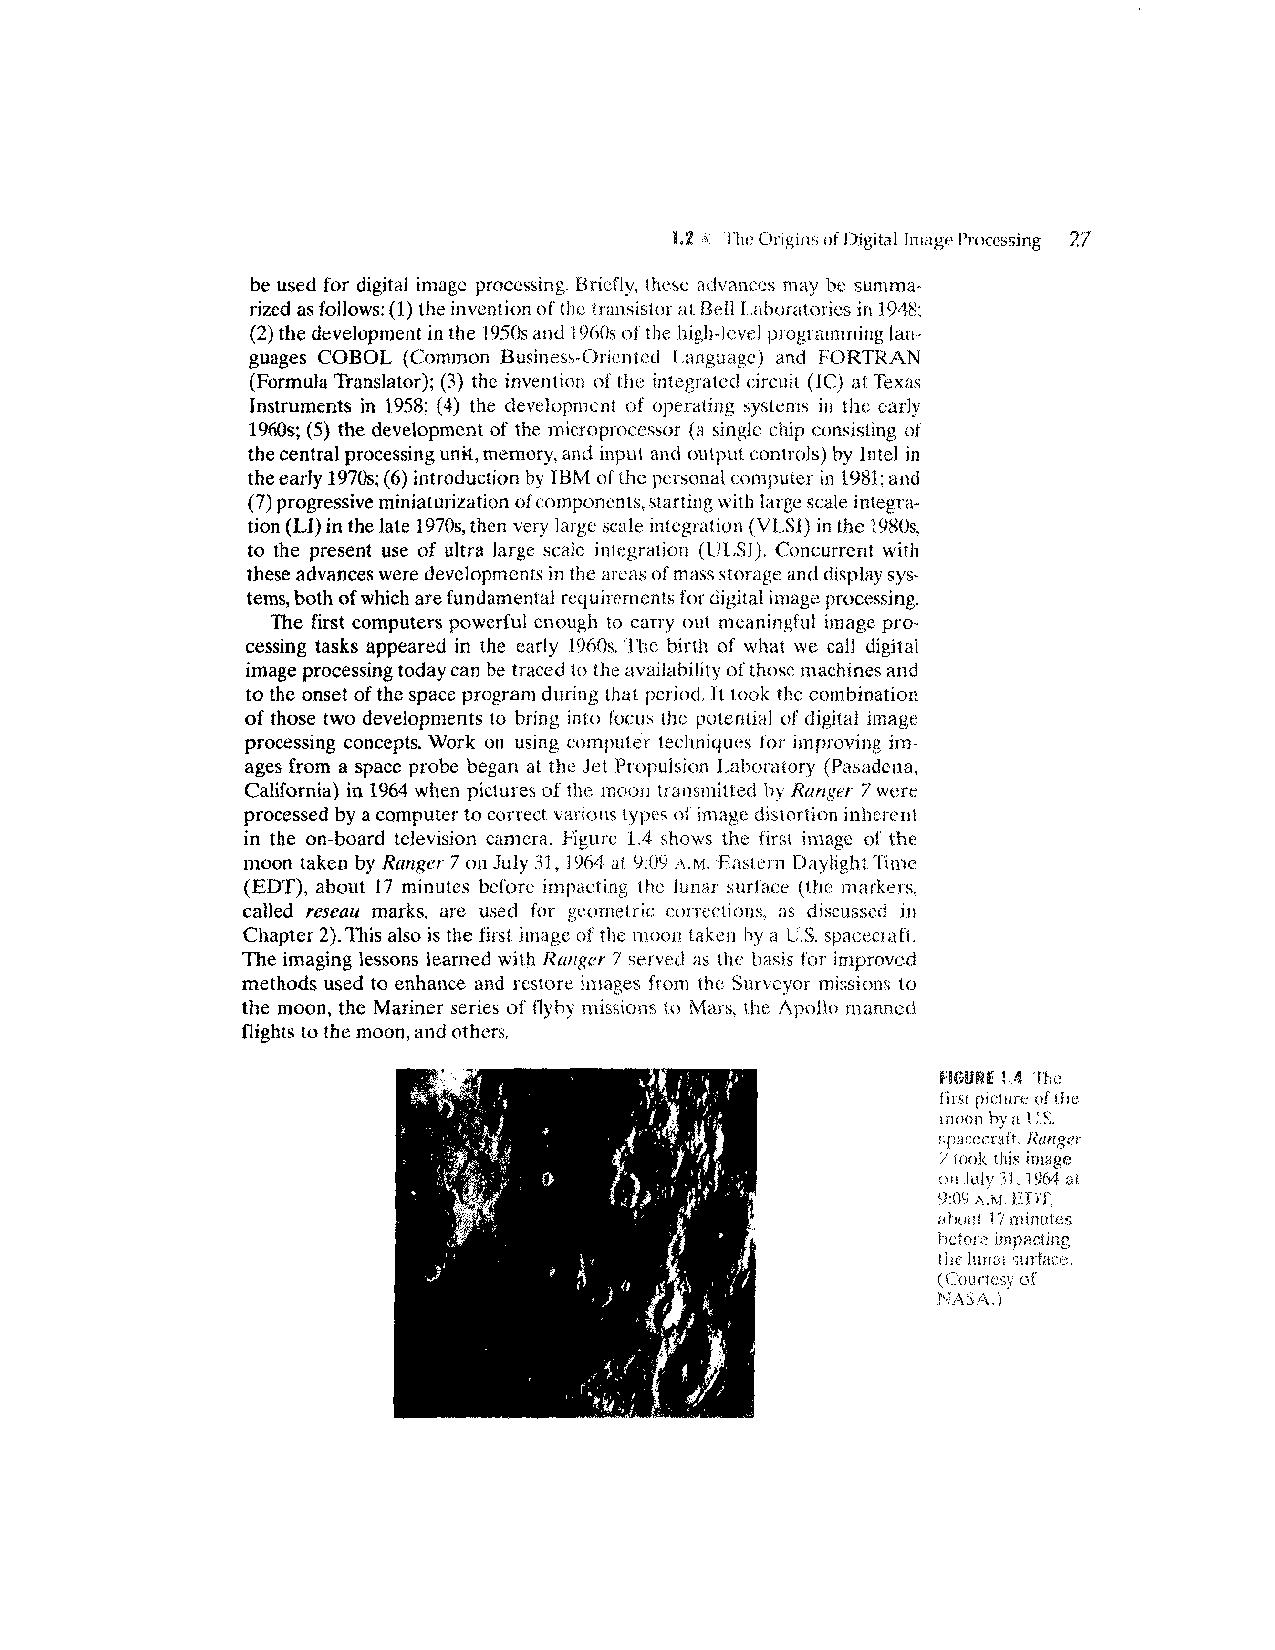 1.2 The Origins of Digital Image Processing 27
be used for digital image processing. Briefly, these advances may be summa-
rized as follows: (1) the invention of the transistor at Bell Laboratories in 1948;
(2) the development in the 1950s and 1960s of the high-level programming lan-
guages COBOL (Common Business-Oriented Language) and FORTRAN
(Formula Translator); (3) the invention of the integrated circuit (IC) at Texas
Instruments in 1958; (4) the development of operating systems in the early
1960s; (5) the development of the microprocessor (a single chip consisting of
the central processing unit, memory, and input and output controls) by Intel in
the early 1970s; (6) introduction by IBM of the personal computer in 1981; and
(7) progressive miniaturization of components, starting with large scale integra-
tion (LI) in the late 1970s, then very large scale integration (VLSI) in the 1980s,
to the present use of ultra large scale integration (ULSI). Concurrent with
these advances were developments in the areas of mass storage and display sys-
tems, both of which are fundamental requirements for digital image processing.
The first computers powerful enough to carry out meaningful image pro-
cessing tasks appeared in the early 1960s. The birth of what we call digital
image processing today can be traced to the availability of those machines and
to the onset of the space program during that period. It took the combination
of those two developments to bring into focus the potential of digital image
processing concepts. Work on using computer techniques for improving im-
ages from a space probe began at the Jet Propulsion Laboratory (Pasadena,
California) in 1964 when pictures of the moon transmitted by Ranger 7 were
processed by a computer to correct various types of image distortion inherent
in the on-board television camera. Figure 1.4 shows the first image of the
moon taken by Ranger 7 on July 31, 1964 at 9:09 A.M. Eastern Daylight Time
(EDT), about 17 minutes before impacting the lunar surface (the markers,
called reseau marks, are used for geometric corrections, as discussed in
Chapter 2). This also is the first image of the moon taken by a U.S. spacecraft.
The imaging lessons learned with Ranger 7 served as the basis for improved
methods used to enhance and restore images from the Surveyor missions to
the moon, the Mariner series of flyby missions to Mars, the Apollo manned
flights to the moon, and others.
FIGURE 1.4 The
first picture of the
moon by a U.S.
spacecraft. Ranger
7 took this image
on July 31, 1964 at
9:09 A.M. EDT,
about 17 minutes
before impacting
the lunar surface.
(Courtesy of
NASA.)